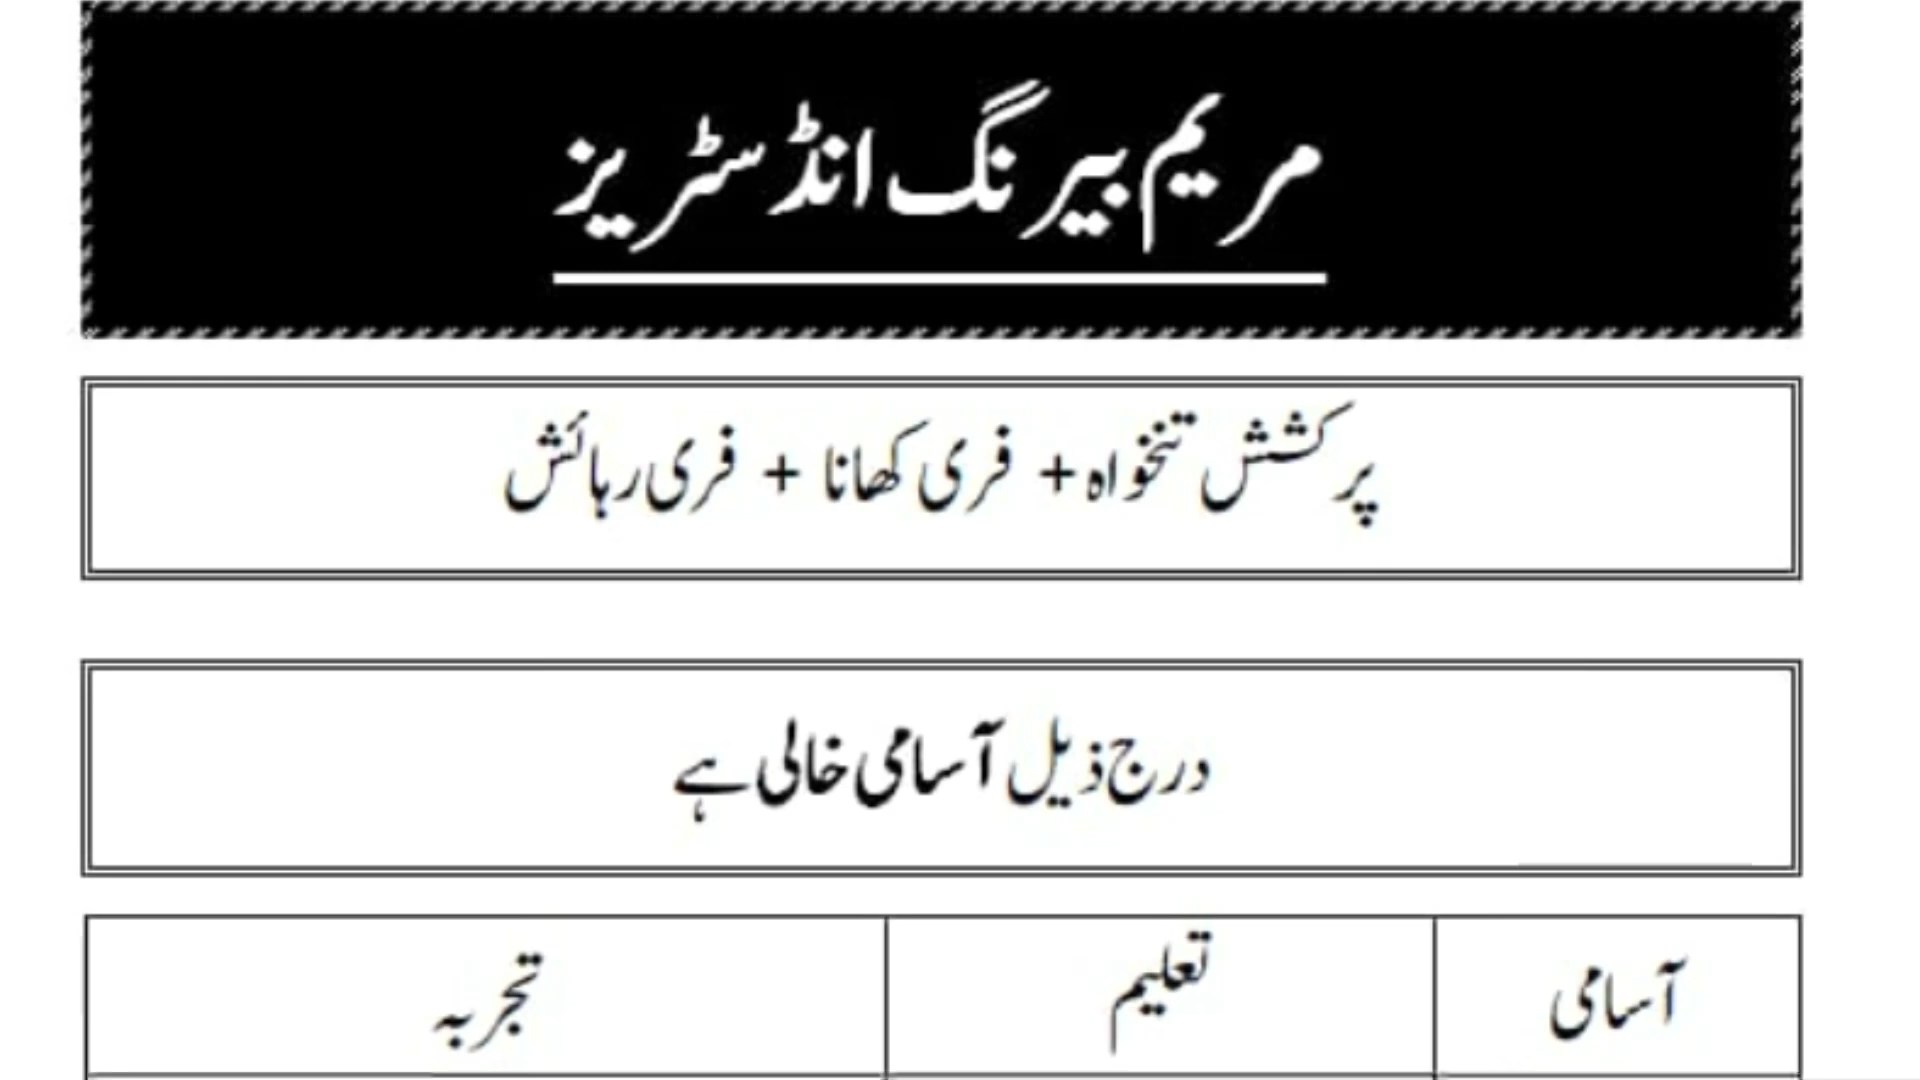 مریم بیرنگ انڈسٹریز
پرکشش تنخواہ + فری کھانا + فری رہائش
درج ذیل آسامی خالی ہے
آسامی تعلیم تجربہ